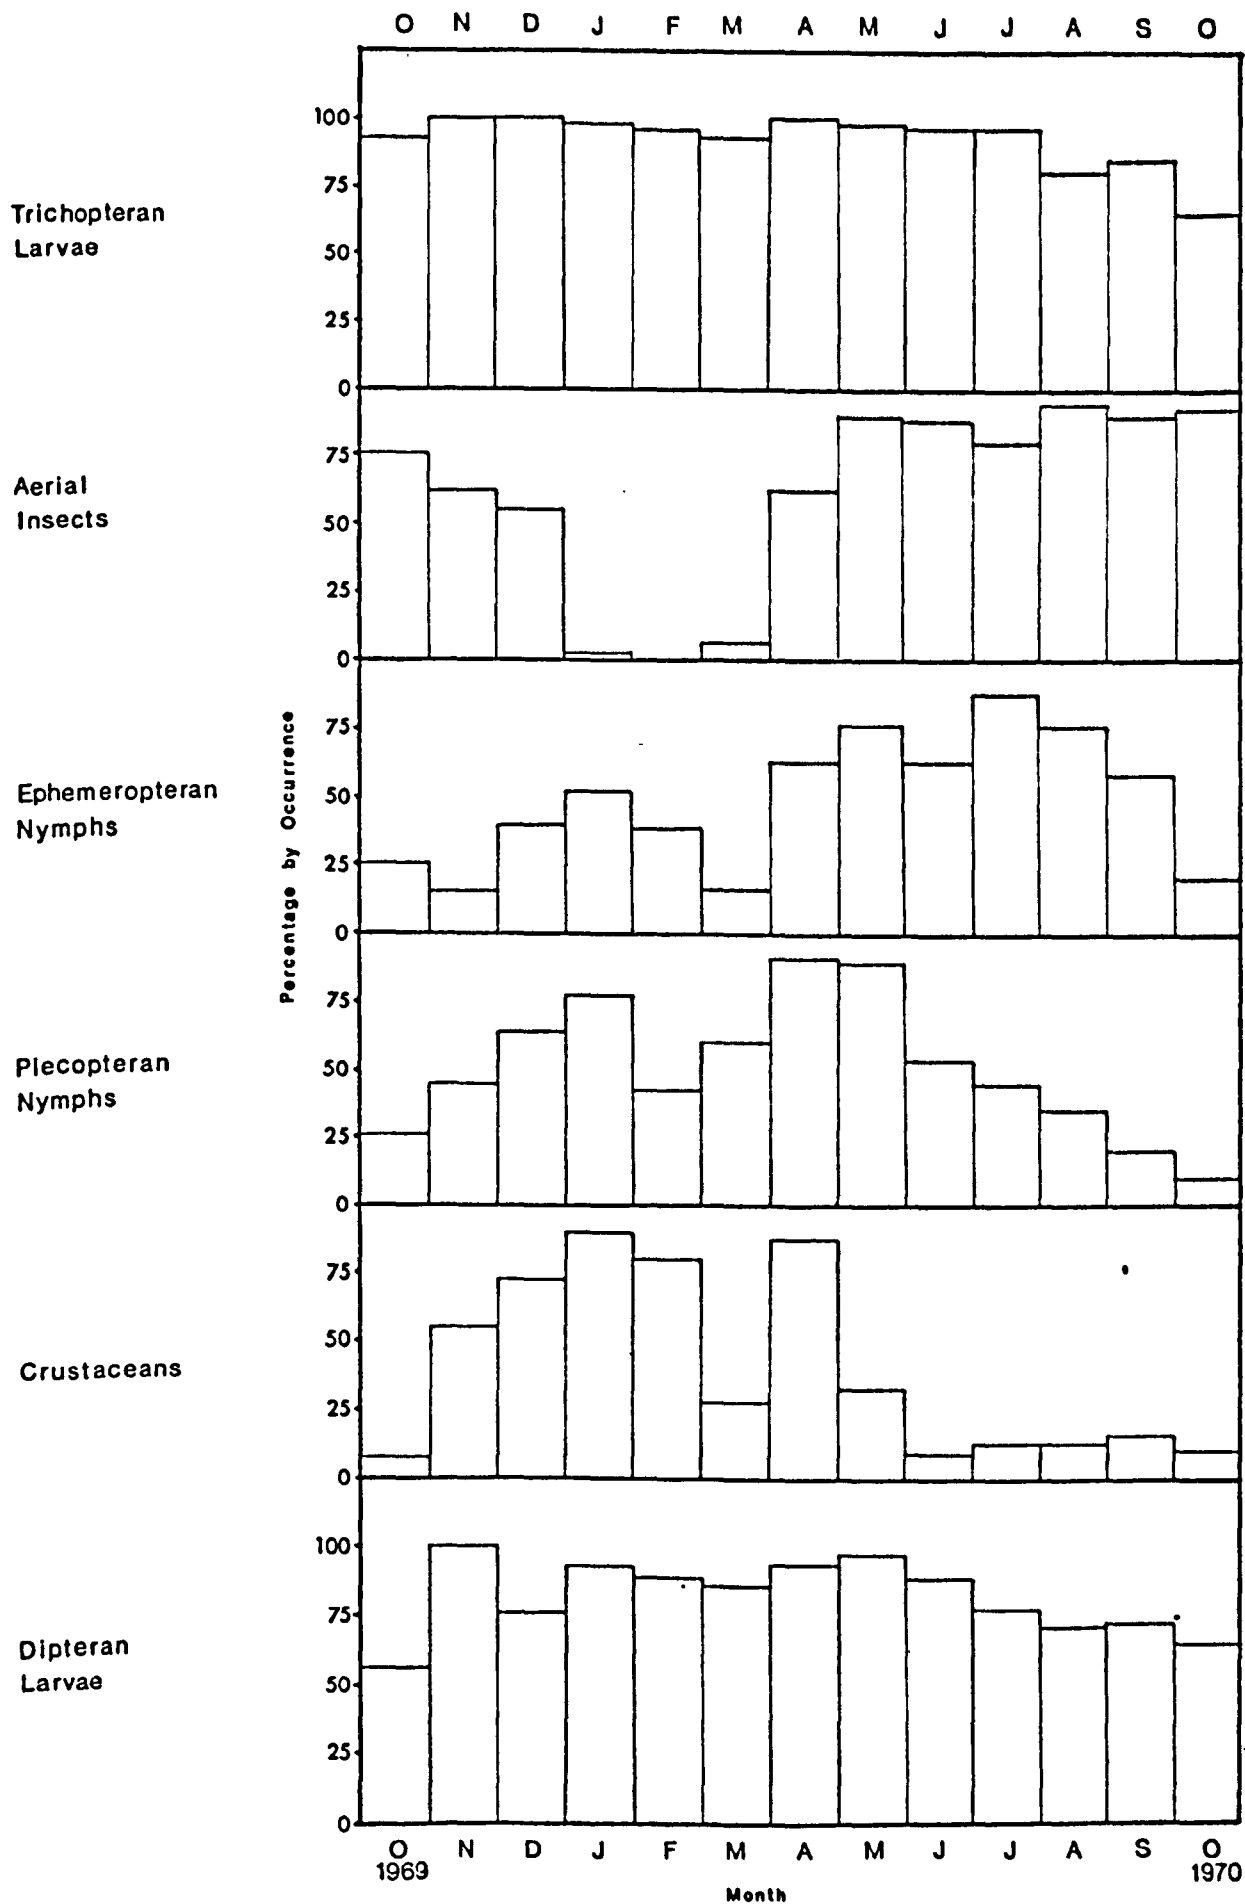 O N D J F M A M J J A S O
Trichopteran
Larvae
100
75
50
25
0
Aerial
Insects
75
50
25
0
Percentage by Occurrence
Ephemeropteran
Nymphs
75
50
25
0
Plecopteran
Nymphs
75
50
25
0
Crustaceans
75
50
25
0
Dipteran
Larvae
100
75
50
25
0
O N D J F M A M J J A S O
1969 1970
Month